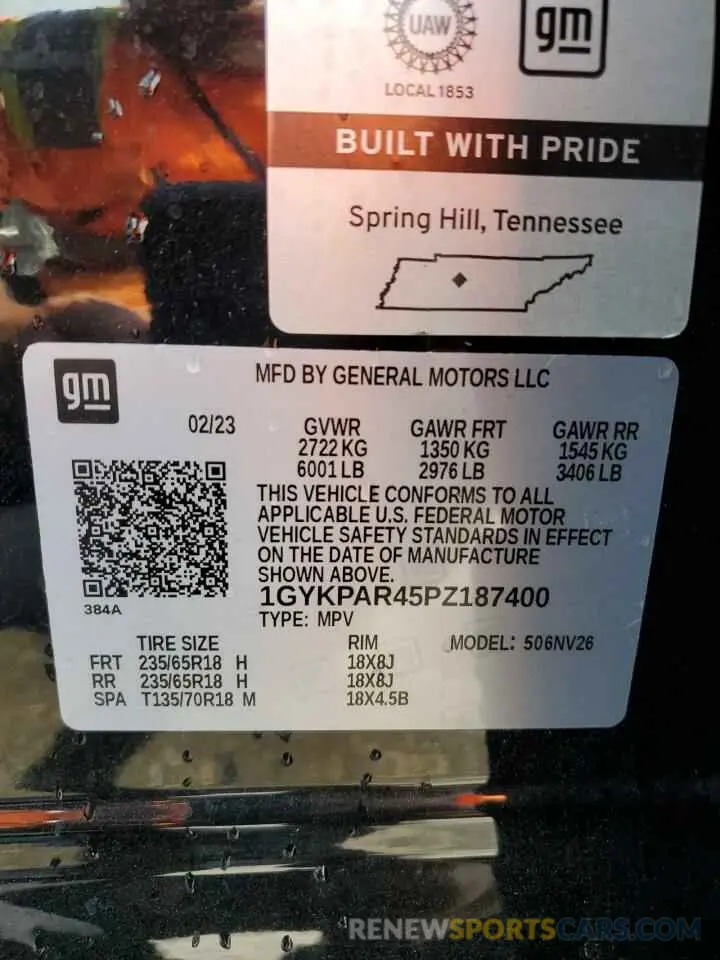 UAW
gm
LOCAL 1853
BUILT WITH PRIDE
Spring Hill, Tennessee
gm
MFD BY GENERAL MOTORS LLC
02/23 GVWR GAWR FRT GAWR RR
2722 KG 1350 KG 1545 KG
6001 LB 2976 LB 3406 LB
THIS VEHICLE CONFORMS TO ALL
APPLICABLE U.S. FEDERAL MOTOR
VEHICLE SAFETY STANDARDS IN EFFECT
ON THE DATE OF MANUFACTURE
SHOWN ABOVE.
384A
1GYKPAR45PZ187400
TYPE: MPV
TIRE SIZE RIM MODEL: 506NV26
FRT 235/65R18 H 18X8J
RR 235/65R18 H 18X8J
SPA T135/70R18 M 18X4.5B
RENEWSPORTSCARS.COM